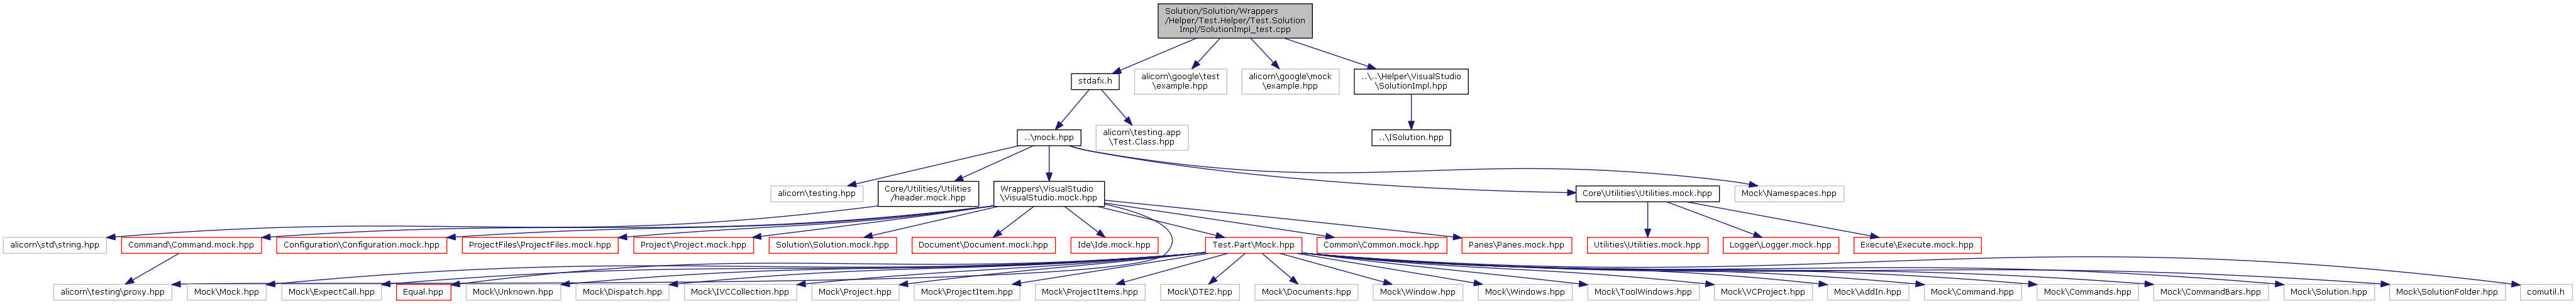 Solution/Solution/Wrappers
/Helper/Test.Helper/Test.Solution
Impl/SolutionImpl_test.cpp
stdafx.h
alicorn\google\test
\example.hpp
alicorn\google\mock
\example.hpp
..\..\Helper\VisualStudio
\SolutionImpl.hpp
..\mock.hpp
alicorn\testing.app
\Test.Class.hpp
..\ISolution.hpp
alicorn\testing.hpp
Core/Utilities/Utilities
/header.mock.hpp
Wrappers\VisualStudio
\VisualStudio.mock.hpp
Core\Utilities\Utilities.mock.hpp
Mock\Namespaces.hpp
alicorn\std\string.hpp
Command\Command.mock.hpp
Configuration\Configuration.mock.hpp
ProjectFiles\ProjectFiles.mock.hpp
Project\Project.mock.hpp
Solution\Solution.mock.hpp
Document\Document.mock.hpp
Ide\Ide.mock.hpp
Test.Part\Mock.hpp
Common\Common.mock.hpp
Panes\Panes.mock.hpp
Utilities\Utilities.mock.hpp
Logger\Logger.mock.hpp
Execute\Execute.mock.hpp
alicorn\testing\proxy.hpp
Mock\Mock.hpp
Mock\ExpectCall.hpp
Equal.hpp
Mock\Unknown.hpp
Mock\Dispatch.hpp
Mock\IVCCollection.hpp
Mock\Project.hpp
Mock\ProjectItem.hpp
Mock\ProjectItems.hpp
Mock\DTE2.hpp
Mock\Documents.hpp
Mock\Window.hpp
Mock\Windows.hpp
Mock\ToolWindows.hpp
Mock\VCProject.hpp
Mock\AddIn.hpp
Mock\Command.hpp
Mock\Commands.hpp
Mock\CommandBars.hpp
Mock\Solution.hpp
Mock\SolutionFolder.hpp
comutil.h